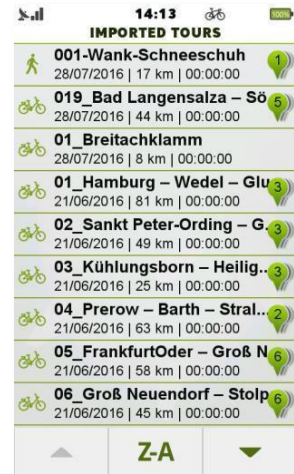 14:13 100%
IMPORTED TOURS
001-Wank-Schneeschuh 1
28/07/2016 | 17 km | 00:00:00
019_Bad Langensalza – Sö 5
28/07/2016 | 44 km | 00:00:00
01_Breitachklamm
28/07/2016 | 8 km | 00:00:00
01_Hamburg – Wedel – Glu 3
21/06/2016 | 81 km | 00:00:00
02_Sankt Peter-Ording – G. 3
21/06/2016 | 49 km | 00:00:00
03_Kühlungsborn – Heilig.. 3
21/06/2016 | 25 km | 00:00:00
04_Prerow – Barth – Stral... 2
21/06/2016 | 63 km | 00:00:00
05_FrankfurtOder – Groß N 6
21/06/2016 | 58 km | 00:00:00
06_Groß Neuendorf – Stolp 6
21/06/2016 | 45 km | 00:00:00
Z-A